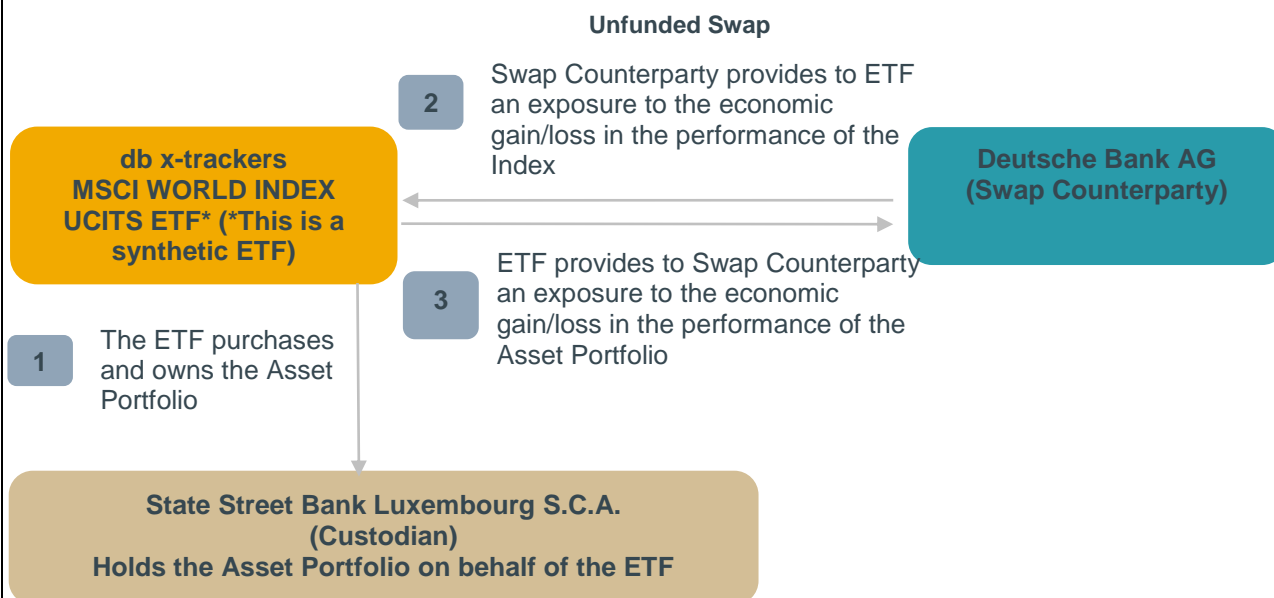 Unfunded Swap
2
Swap Counterparty provides to ETF
an exposure to the economic
gain/loss in the performance of the
Index
db x-trackers
MSCI WORLD INDEX
UCITS ETF* (*This is a
synthetic ETF)
Deutsche Bank AG
(Swap Counterparty)
3
ETF provides to Swap Counterparty
an exposure to the economic
gain/loss in the performance of the
Asset Portfolio
1
The ETF purchases
and owns the Asset
Portfolio
State Street Bank Luxembourg S.C.A.
(Custodian)
Holds the Asset Portfolio on behalf of the ETF